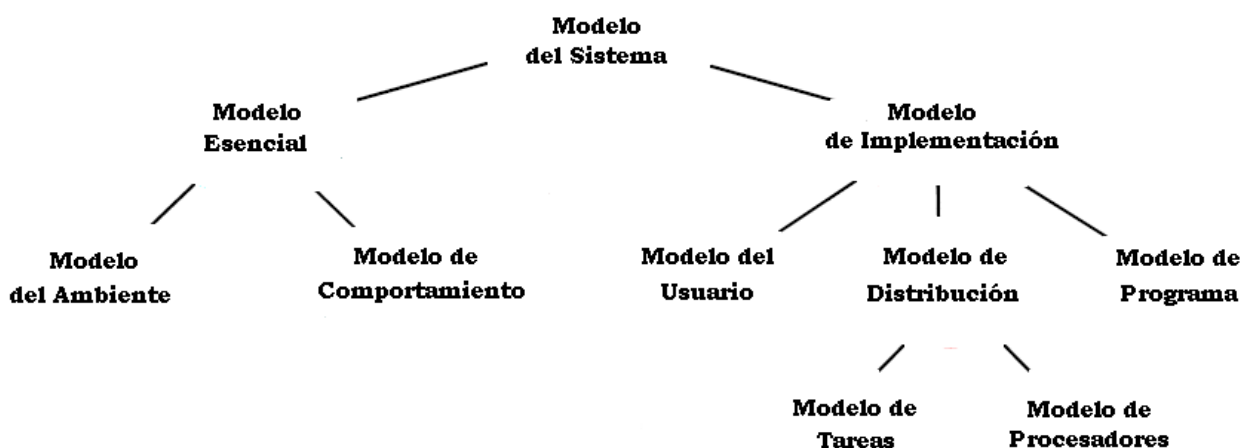 Modelo
del Sistema
Modelo
Esencial
Modelo
de Implementación
Modelo
del Ambiente
Modelo de
Comportamiento
Modelo del
Usuario
Modelo de
Distribución
Modelo de
Programa
Modelo de
Tareas
Modelo de
Procesadores